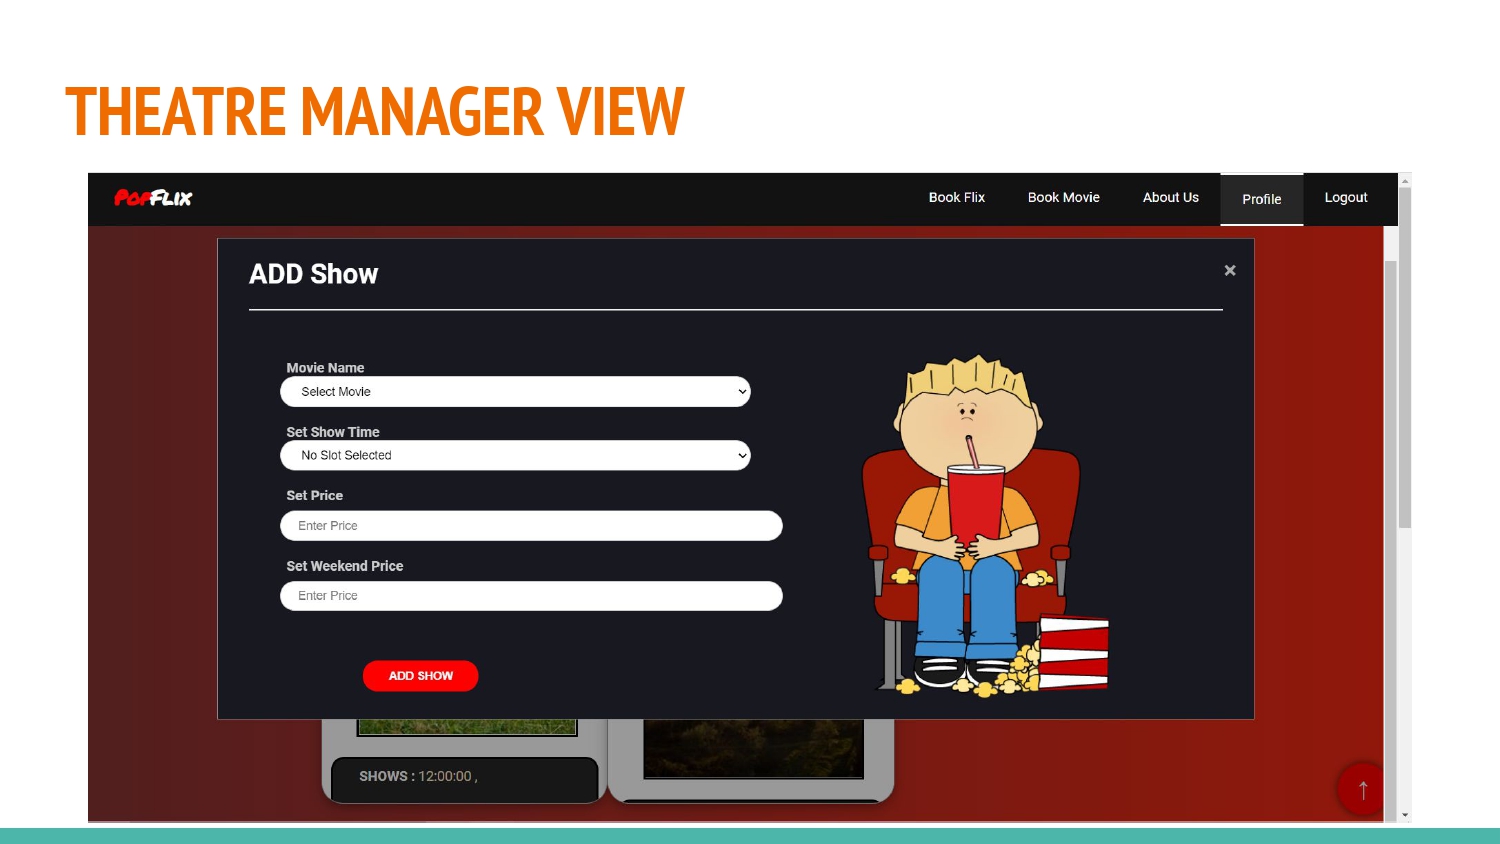 THEATRE MANAGER VIEW
PopFlix
Book Flix
Book Movie
About Us
Profile
Logout
ADD Show
×
Movie Name
Select Movie
Set Show Time
No Slot Selected
Set Price
Enter Price
Set Weekend Price
Enter Price
ADD SHOW
SHOWS : 12:00:00 ,
↑